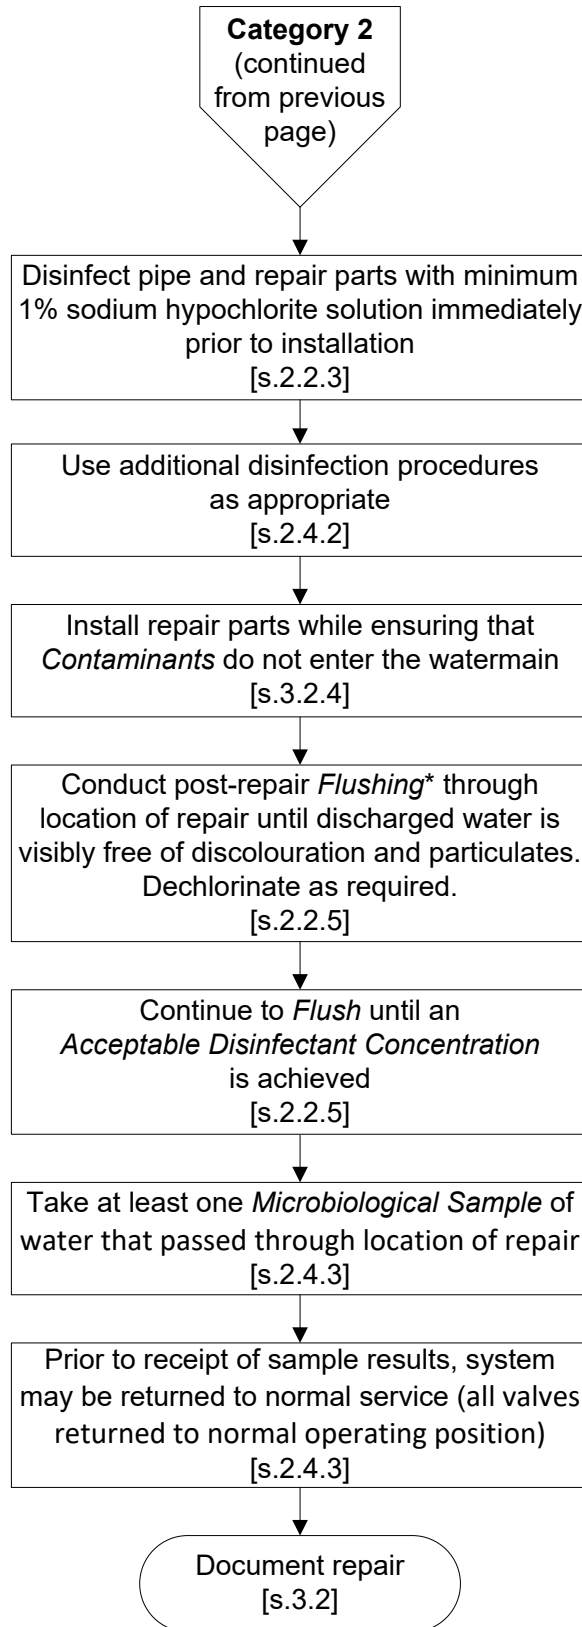 Category 2
(continued
from previous
page)
Disinfect pipe and repair parts with minimum
1% sodium hypochlorite solution immediately
prior to installation
[s.2.2.3]
Use additional disinfection procedures
as appropriate
[s.2.4.2]
Install repair parts while ensuring that
Contaminants do not enter the watermain
[s.3.2.4]
Conduct post-repair Flushing* through
location of repair until discharged water is
visibly free of discolouration and particulates.
Dechlorinate as required.
[s.2.2.5]
Continue to Flush until an
Acceptable Disinfectant Concentration
is achieved
[s.2.2.5]
Take at least one Microbiological Sample of
water that passed through location of repair
[s.2.4.3]
Prior to receipt of sample results, system
may be returned to normal service (all valves
returned to normal operating position)
[s.2.4.3]
Document repair
[s.3.2]